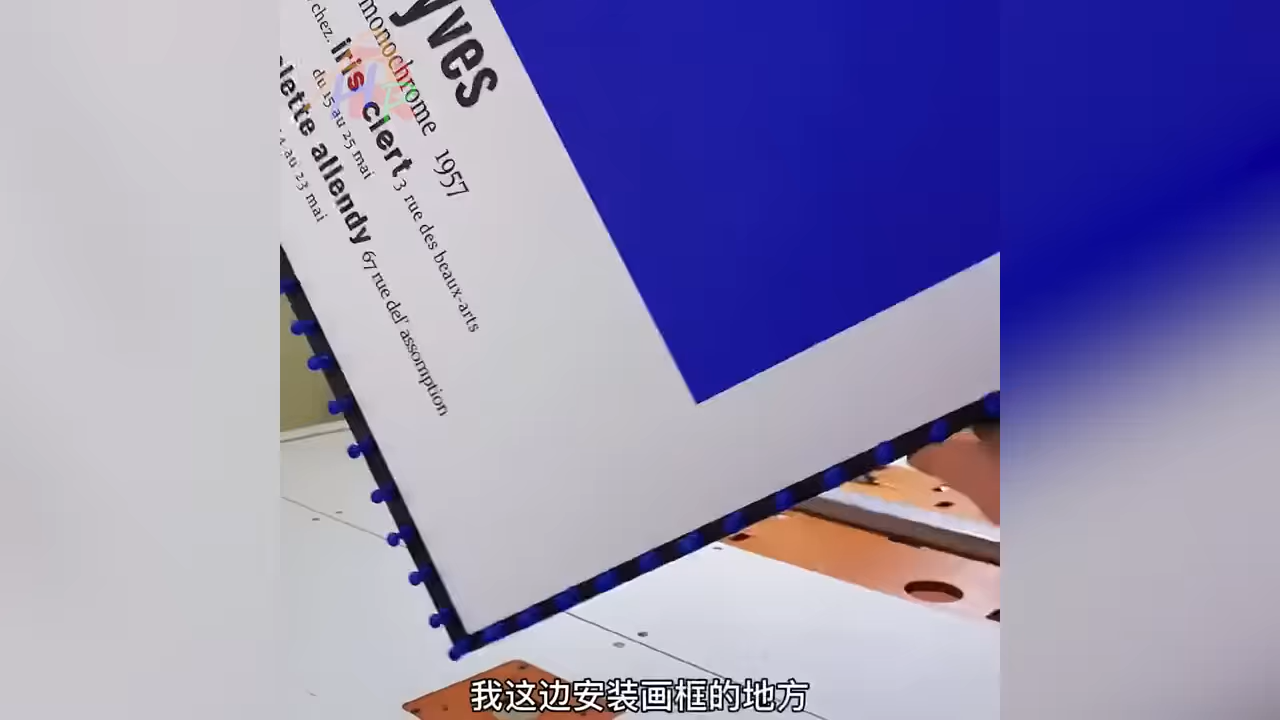 yves
monochrome 1957
chez.
iris clert 3 rue des beaux-arts
du 15 au 25 mai
lette allendy 67 rue del' assomption
au 23 mai
我这边安装画框的地方